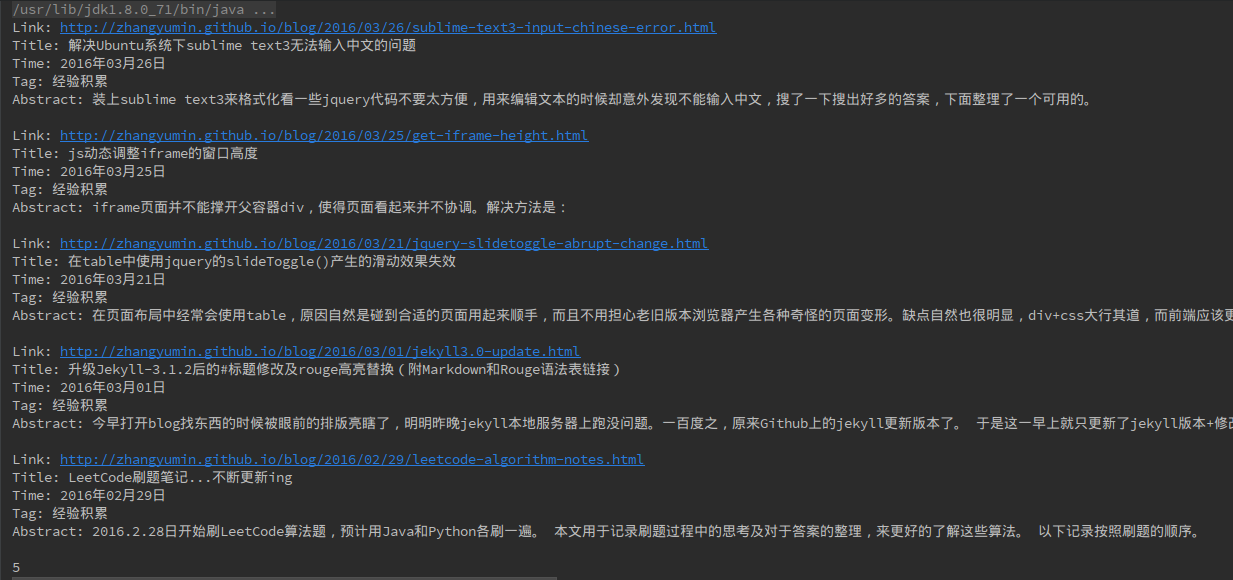 /usr/lib/jdk1.8.0_71/bin/java ...
Link: http://zhangyumin.github.io/blog/2016/03/26/sublime-text3-input-chinese-error.html
Title: 解决Ubuntu系统下sublime text3无法输入中文的问题
Time: 2016年03月26日
Tag: 经验积累
Abstract: 装上sublime text3来格式化看一些jquery代码不要太方便，用来编辑文本的时候却意外发现不能输入中文，搜了一下搜出好多的答案，下面整理了一个可用的。
Link: http://zhangyumin.github.io/blog/2016/03/25/get-iframe-height.html
Title: js动态调整iframe的窗口高度
Time: 2016年03月25日
Tag: 经验积累
Abstract: iframe页面并不能撑开父容器div，使得页面看起来并不协调。解决方法是：
Link: http://zhangyumin.github.io/blog/2016/03/21/jquery-slidetoggle-abrupt-change.html
Title: 在table中使用jquery的slideToggle()产生的滑动效果失效
Time: 2016年03月21日
Tag: 经验积累
Abstract: 在页面布局中经常会使用table，原因自然是碰到合适的页面用起来顺手，而且不用担心老旧版本浏览器产生各种奇怪的页面变形。缺点自然也很明显，div+css大行其道，而前端应该更
Link: http://zhangyumin.github.io/blog/2016/03/01/jekyll3.0-update.html
Title: 升级Jekyll-3.1.2后的#标题修改及rouge高亮替换（附Markdown和Rouge语法表链接）
Time: 2016年03月01日
Tag: 经验积累
Abstract: 今早打开blog找东西的时候被眼前的排版亮瞎了，明明昨晚jekyll本地服务器上跑没问题。一百度之，原来Github上的jekyll更新版本了。 于是这一早上就只更新了jekyll版本+修改
Link: http://zhangyumin.github.io/blog/2016/02/29/leetcode-algorithm-notes.html
Title: LeetCode刷题笔记...不断更新ing
Time: 2016年02月29日
Tag: 经验积累
Abstract: 2016.2.28日开始刷LeetCode算法题，预计用Java和Python各刷一遍。 本文用于记录刷题过程中的思考及对于答案的整理，来更好的了解这些算法。 以下记录按照刷题的顺序。
5